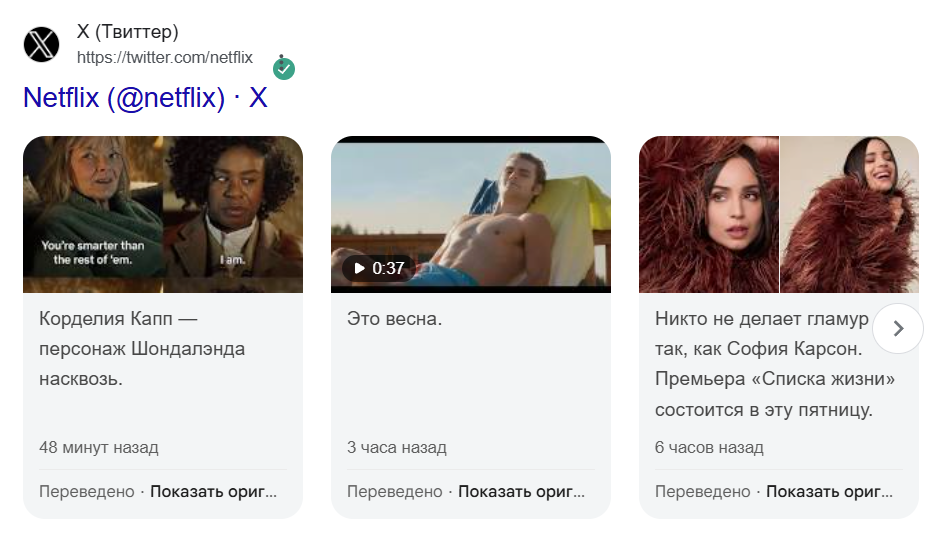 X (Твиттер)
https://twitter.com/netflix
Netflix (@netflix) · X
You're smarter than
the rest of 'em.
I am.
Корделия Капп —
персонаж Шондалэнда
насквозь.
48 минут назад
Переведено · Показать ориг...
0:37
Это весна.
3 часа назад
Переведено · Показать ориг...
Никто не делает гламур
так, как София Карсон.
Премьера «Списка жизни»
состоится в эту пятницу.
6 часов назад
Переведено · Показать ориг...